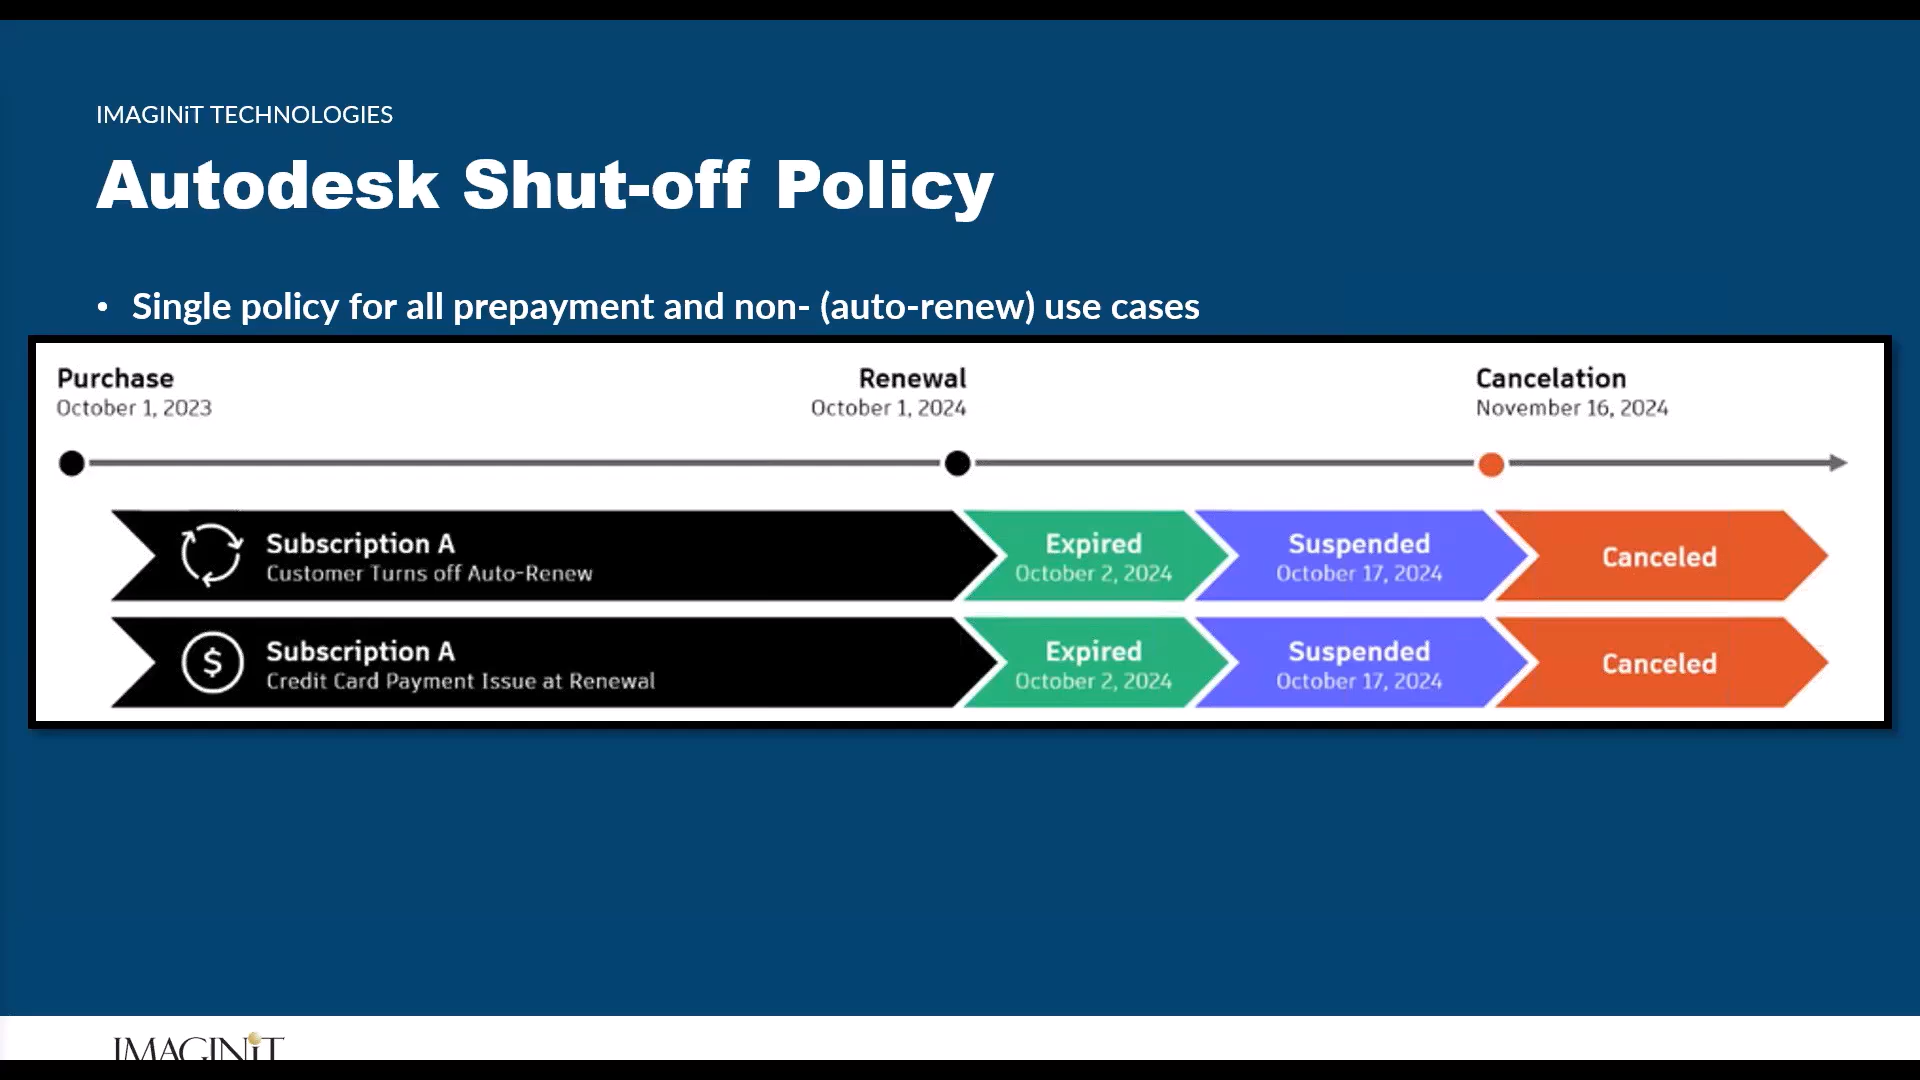 IMAGINiT TECHNOLOGIES
Autodesk Shut-off Policy
• Single policy for all prepayment and non- (auto-renew) use cases
Purchase
October 1, 2023
Renewal
October 1, 2024
Cancelation
November 16, 2024
Subscription A
Customer Turns off Auto-Renew
Expired
October 2, 2024
Suspended
October 17, 2024
Canceled
$
Subscription A
Credit Card Payment Issue at Renewal
Expired
October 2, 2024
Suspended
October 17, 2024
Canceled
IMAGINiT